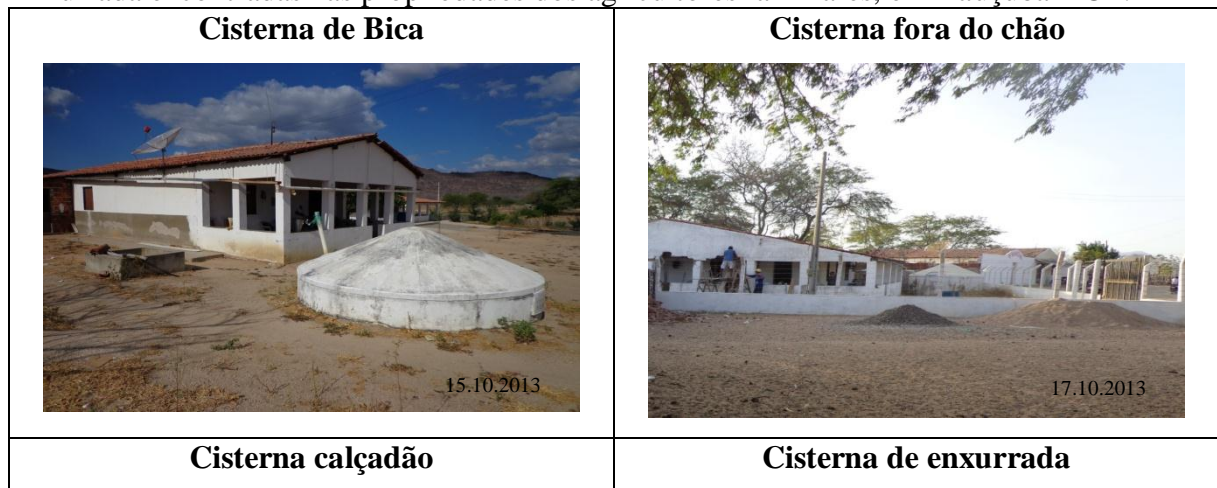 Cisterna de Bica
Cisterna fora do chão
15.10.2013
17.10.2013
Cisterna calçadão
Cisterna de enxurrada